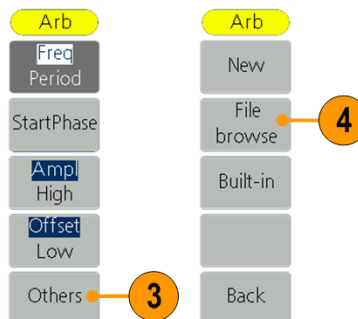 Arb
Freq
Period
StartPhase
Ampl
High
Offset
Low
Others
3
Arb
New
File
browse
4
Built-in
Back